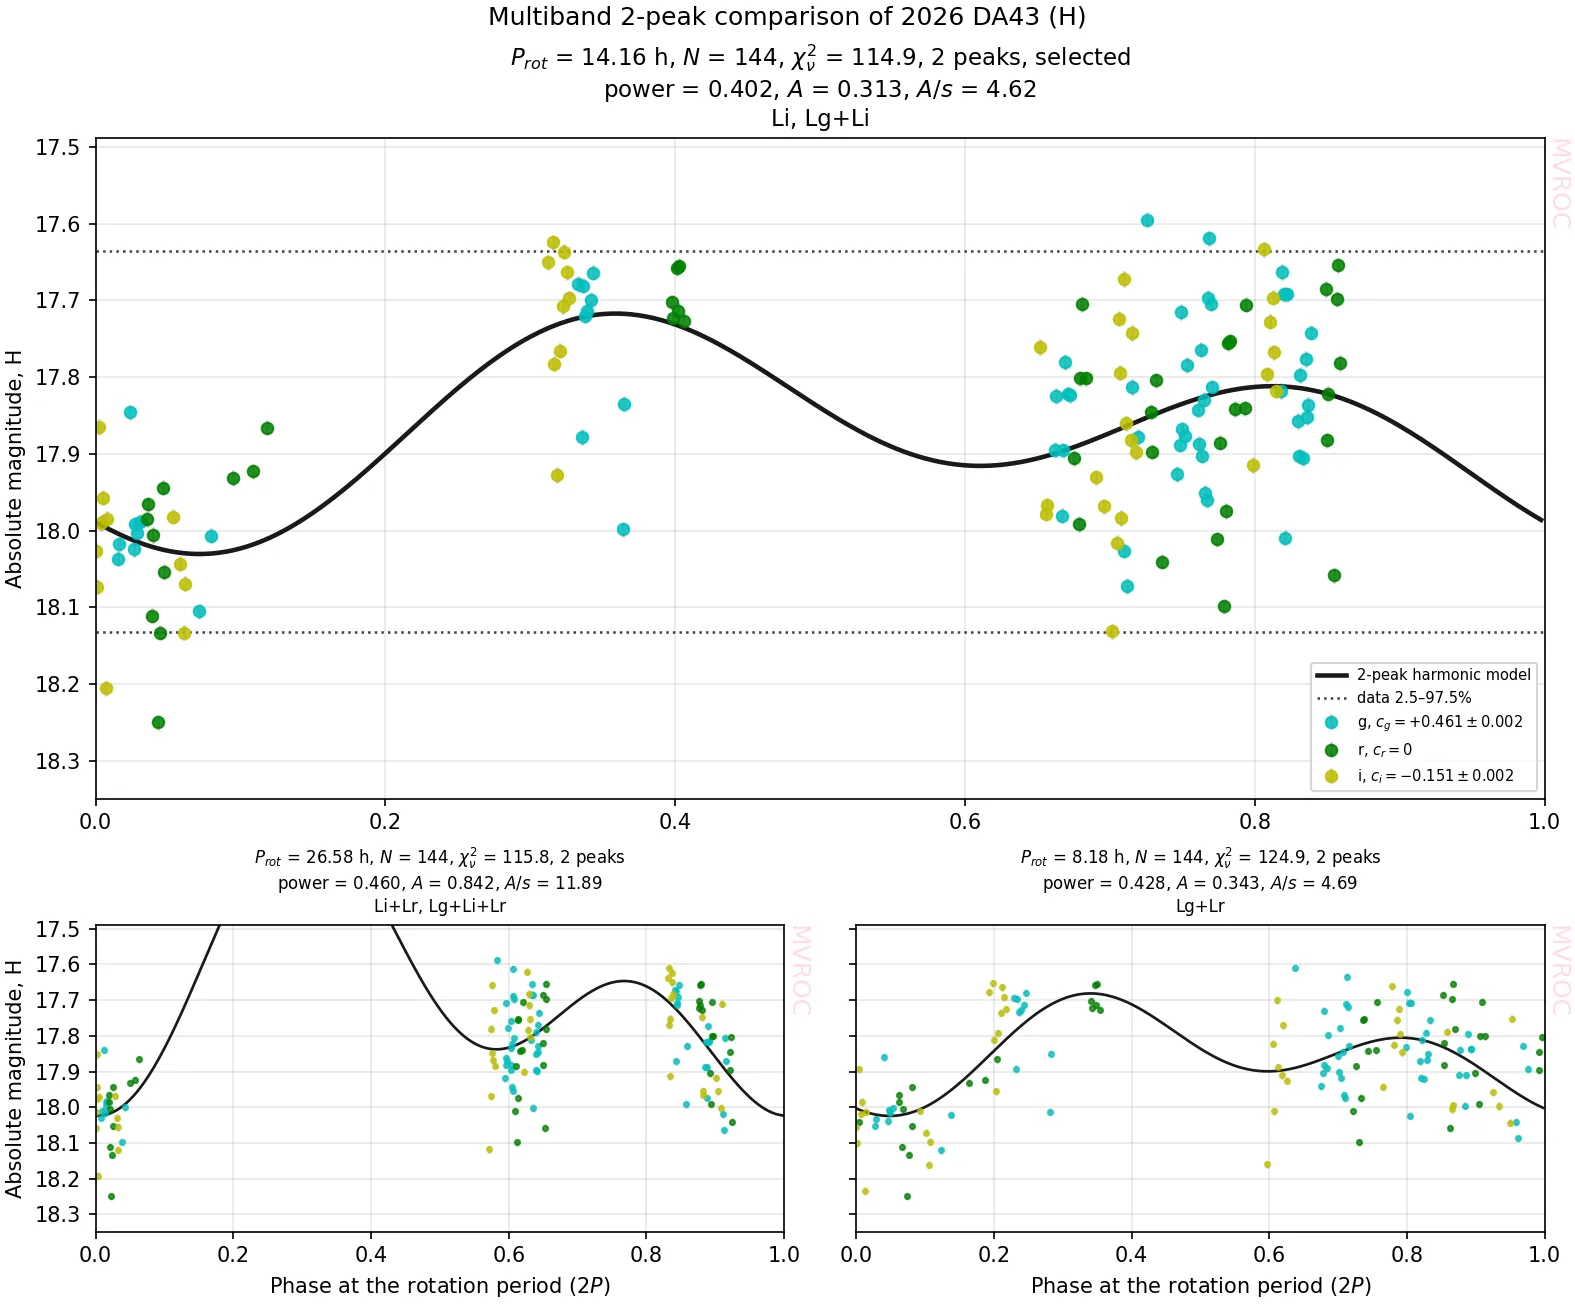 Multiband 2-peak comparison of 2026 DA43 (H)
P_rot = 14.16 h, N = 144, χ²_ν = 114.9, 2 peaks, selected
power = 0.402, A = 0.313, A/s = 4.62
Li, Lg+Li
Absolute magnitude, H
17.5
17.6
17.7
17.8
17.9
18.0
18.1
18.2
18.3
0.0 0.2 0.4 0.6 0.8 1.0
2-peak harmonic model
data 2.5–97.5%
g, c_g = +0.461 ± 0.002
r, c_r = 0
i, c_i = −0.151 ± 0.002
MVROC
P_rot = 26.58 h, N = 144, χ²_ν = 115.8, 2 peaks
power = 0.460, A = 0.842, A/s = 11.89
Li+Lr, Lg+Li+Lr
Absolute magnitude, H
17.5
17.6
17.7
17.8
17.9
18.0
18.1
18.2
18.3
0.0 0.2 0.4 0.6 0.8 1.0
Phase at the rotation period (2P)
MVROC
P_rot = 8.18 h, N = 144, χ²_ν = 124.9, 2 peaks
power = 0.428, A = 0.343, A/s = 4.69
Lg+Lr
0.0 0.2 0.4 0.6 0.8 1.0
Phase at the rotation period (2P)
MVROC